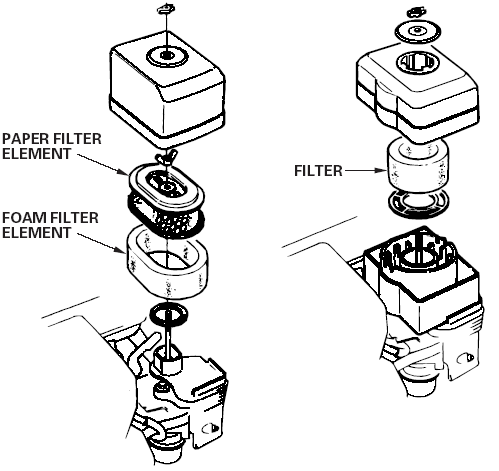 PAPER FILTER
ELEMENT
FOAM FILTER
ELEMENT
FILTER